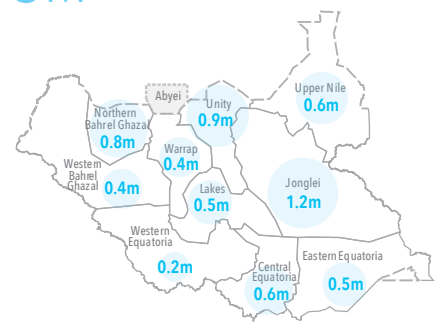 Abyei
Upper Nile
0.6m
Unity
0.9m
Northern
Bahrel Ghazal
0.8m
Warrap
0.4m
Western
Bahrel
Ghazal
0.4m
Lakes
0.5m
Jonglei
1.2m
Western
Equatoria
0.2m
Central
Equatoria
0.6m
Eastern Equatoria
0.5m